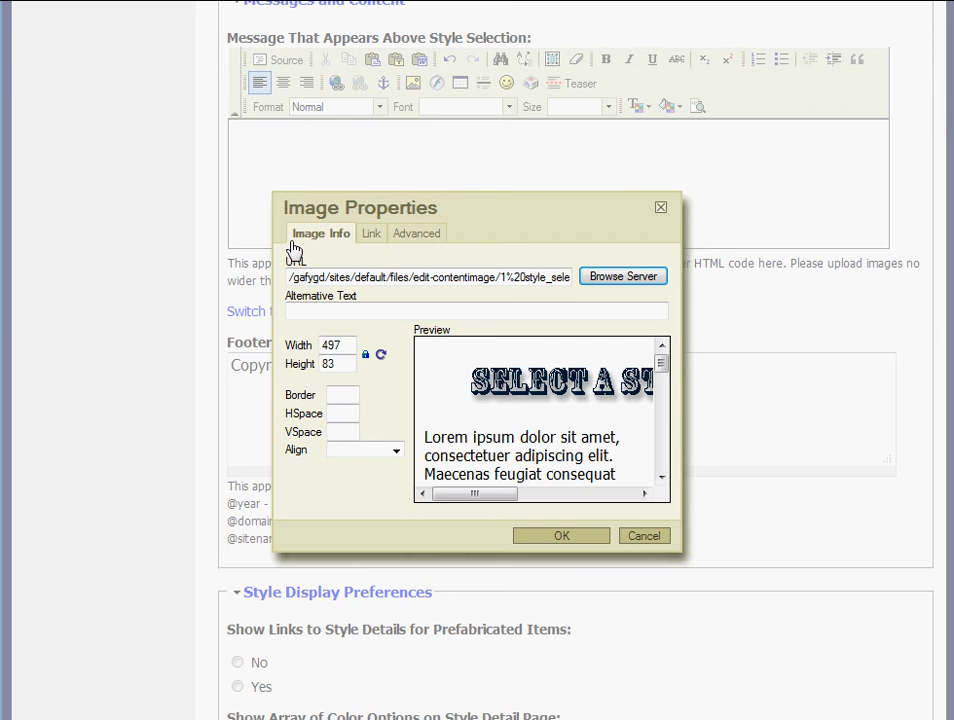 Messages and Content
Message That Appears Above Style Selection:
Source
B I U ABC x₂ x²
Teaser
Format Normal Font Size
Image Properties
Image Info Link Advanced
URL
/gafygd/sites/default/files/edit-contentimage/1%20style_sele Browse Server
Alternative Text
Width 497
Height 83
Border
HSpace
VSpace
Align
Preview
SELECT A ST
Lorem ipsum dolor sit amet,
consectetuer adipiscing elit.
Maecenas feugiat consequat
OK Cancel
This app
HTML code here. Please upload images no
wider th
Switch t
Footer
Copyr
This app
@year -
@domai
@sitenar
Style Display Preferences
Show Links to Style Details for Prefabricated Items:
No
Yes
Show Array of Color Options on Style Detail Page: